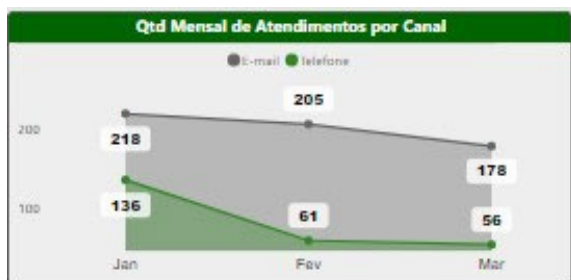 Qtd Mensal de Atendimentos por Canal
E-mail Telefone
205
200
218
178
136
61
56
100
Jan Fev Mar